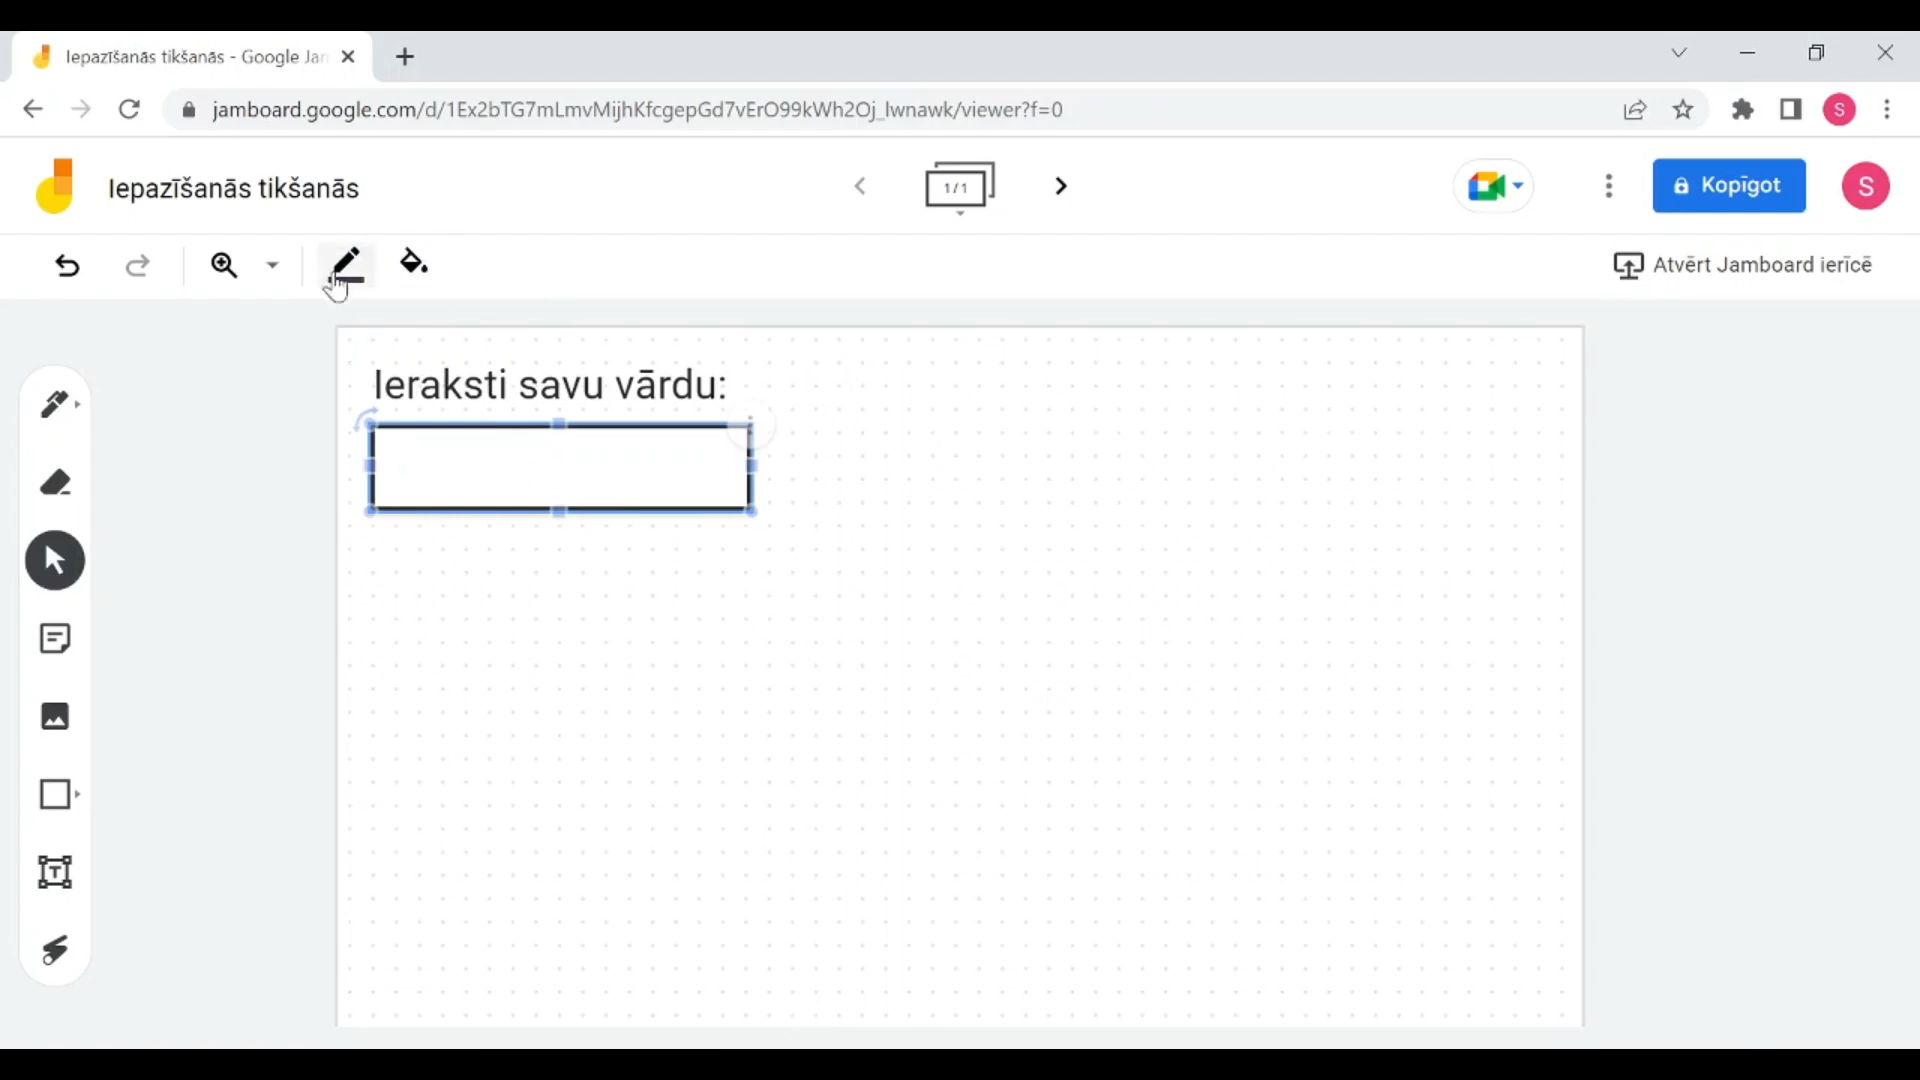 Iepazīšanās tikšanās - Google Jan
jamboard.google.com/d/1Ex2bTG7mLmvMijhKfcgepGd7vErO99kWh2Oj_lwnawk/viewer?f=0
S
Iepazīšanās tikšanās
1/1
Kopīgot
S
Atvērt Jamboard ierīcē
Ieraksti savu vārdu: